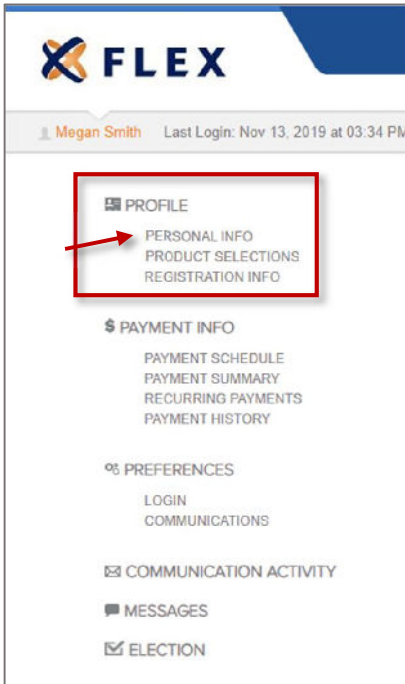 FLEX
Megan Smith Last Login: Nov 13, 2019 at 03:34 PM
PROFILE
PERSONAL INFO
PRODUCT SELECTIONS
REGISTRATION INFO
$ PAYMENT INFO
PAYMENT SCHEDULE
PAYMENT SUMMARY
RECURRING PAYMENTS
PAYMENT HISTORY
PREFERENCES
LOGIN
COMMUNICATIONS
COMMUNICATION ACTIVITY
MESSAGES
ELECTION